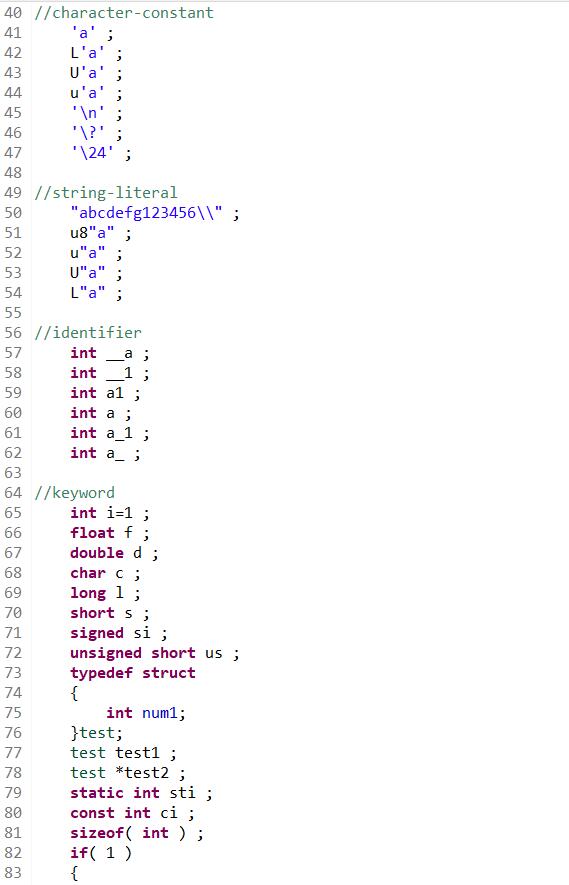 40 //character-constant
41     'a' ;
42     L'a' ;
43     U'a' ;
44     u'a' ;
45     '\n' ;
46     '\?' ;
47     '\24' ;
48
49 //string-literal
50     "abcdefg123456\\" ;
51     u8"a" ;
52     u"a" ;
53     U"a" ;
54     L"a" ;
55
56 //identifier
57     int __a ;
58     int __1 ;
59     int a1 ;
60     int a ;
61     int a_1 ;
62     int a_ ;
63
64 //keyword
65     int i=1 ;
66     float f ;
67     double d ;
68     char c ;
69     long l ;
70     short s ;
71     signed si ;
72     unsigned short us ;
73     typedef struct
74     {
75         int num1;
76     }test;
77     test test1 ;
78     test *test2 ;
79     static int sti ;
80     const int ci ;
81     sizeof( int ) ;
82     if( 1 )
83     {